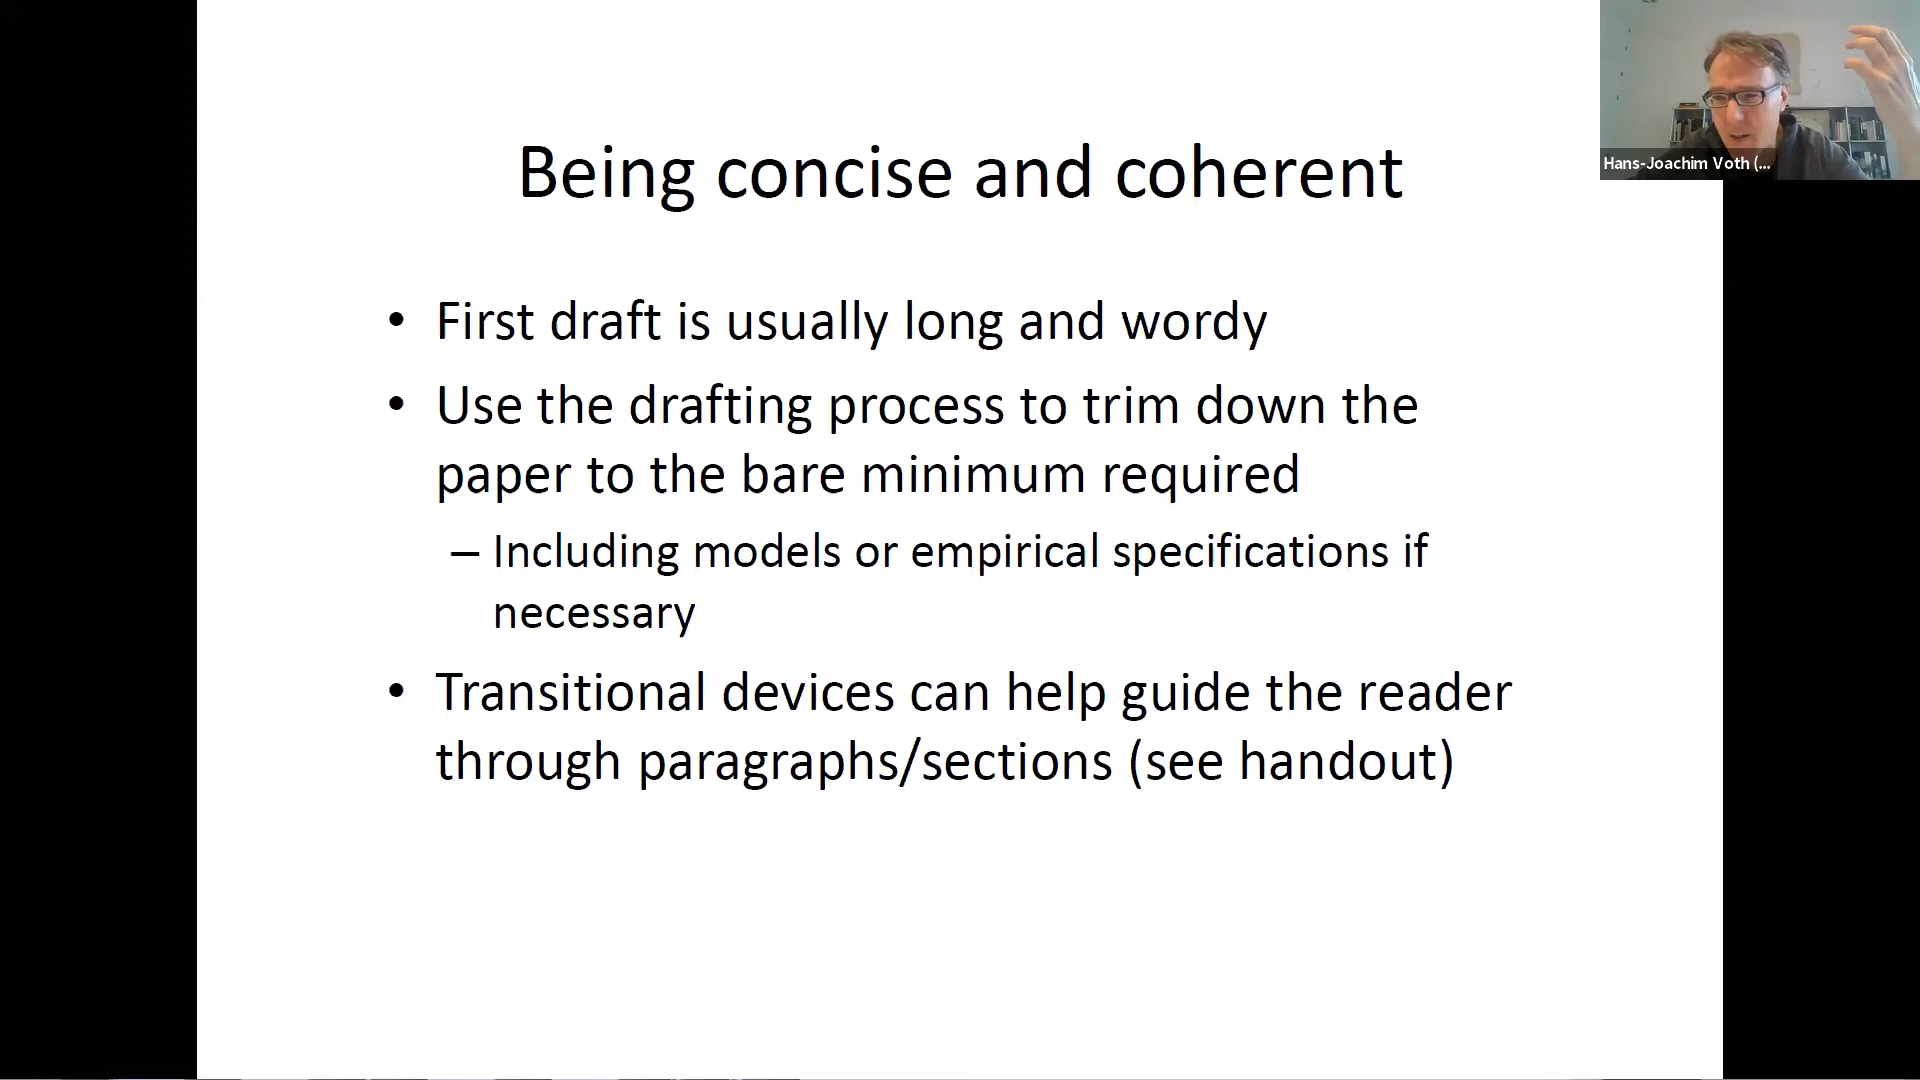 Being concise and coherent
Hans-Joachim Voth (...
• First draft is usually long and wordy
• Use the drafting process to trim down the
paper to the bare minimum required
– Including models or empirical specifications if
necessary
• Transitional devices can help guide the reader
through paragraphs/sections (see handout)